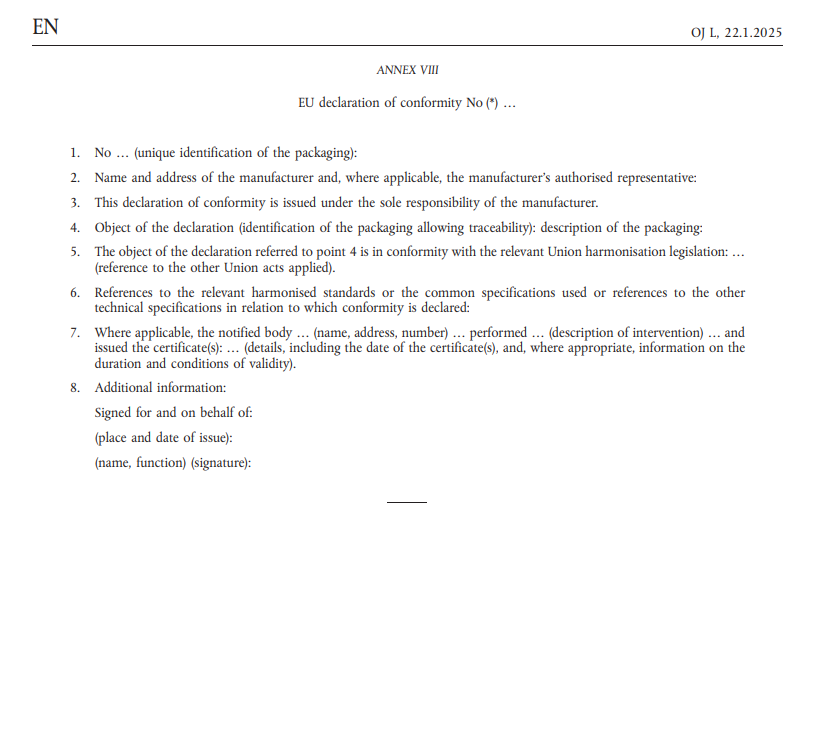 EN
OJ L, 22.1.2025
ANNEX VIII
EU declaration of conformity No (*) …
1. No … (unique identification of the packaging):
2. Name and address of the manufacturer and, where applicable, the manufacturer’s authorised representative:
3. This declaration of conformity is issued under the sole responsibility of the manufacturer.
4. Object of the declaration (identification of the packaging allowing traceability): description of the packaging:
5. The object of the declaration referred to point 4 is in conformity with the relevant Union harmonisation legislation: …
(reference to the other Union acts applied).
6. References to the relevant harmonised standards or the common specifications used or references to the other
technical specifications in relation to which conformity is declared:
7. Where applicable, the notified body … (name, address, number) … performed … (description of intervention) … and
issued the certificate(s): … (details, including the date of the certificate(s), and, where appropriate, information on the
duration and conditions of validity).
8. Additional information:
Signed for and on behalf of:
(place and date of issue):
(name, function) (signature):